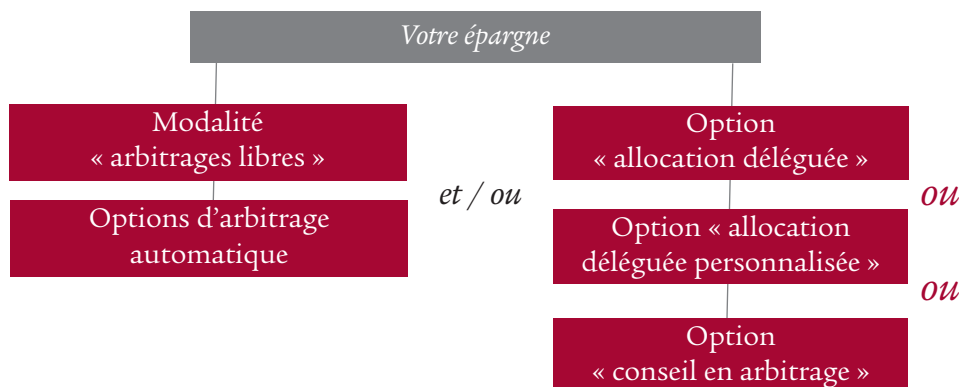 Votre épargne
Modalité
« arbitrages libres »
Options d’arbitrage
automatique
et / ou
Option
« allocation déléguée »
ou
Option « allocation
déléguée personnalisée »
ou
Option
« conseil en arbitrage »